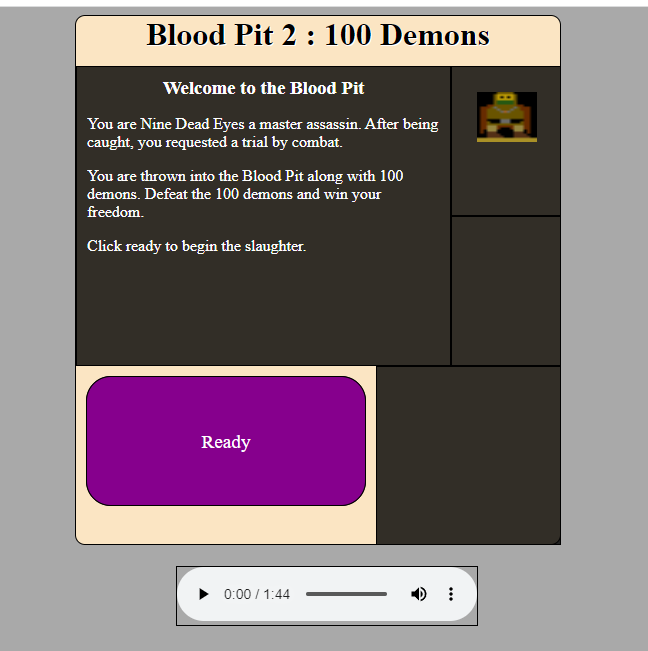 Blood Pit 2 : 100 Demons
Welcome to the Blood Pit
You are Nine Dead Eyes a master assassin. After being
caught, you requested a trial by combat.
You are thrown into the Blood Pit along with 100
demons. Defeat the 100 demons and win your
freedom.
Click ready to begin the slaughter.
Ready
0:00 / 1:44